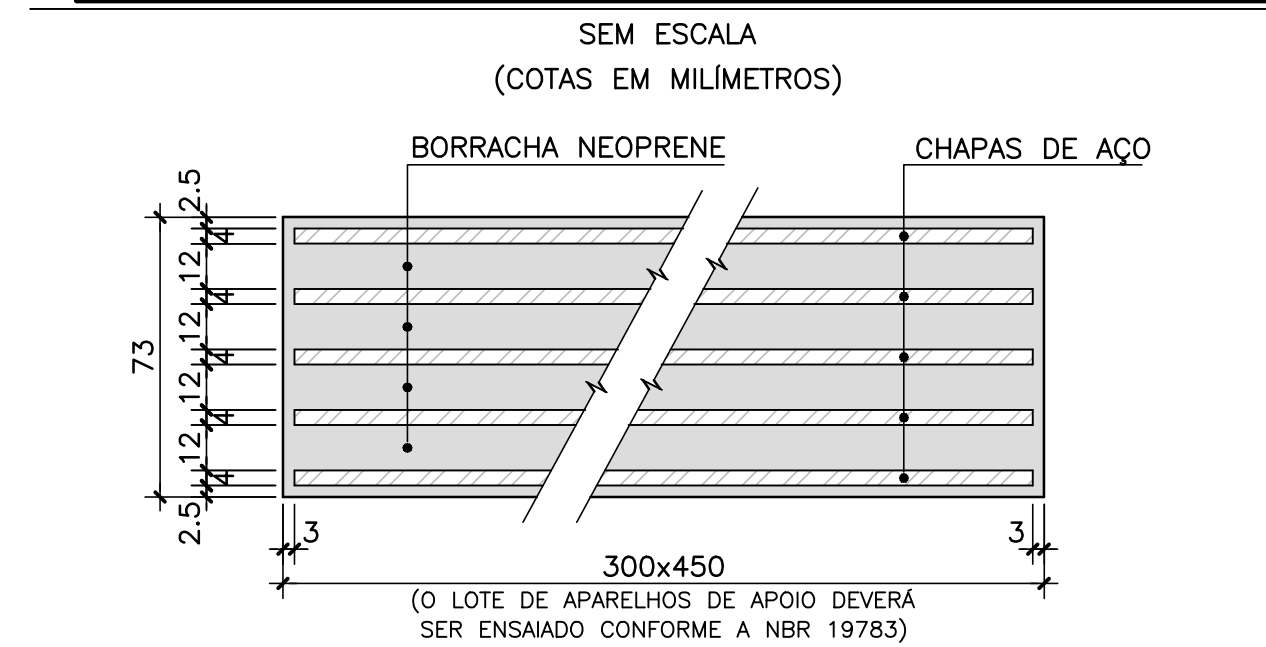 SEM ESCALA
(COTAS EM MILÍMETROS)
BORRACHA NEOPRENE
CHAPAS DE AÇO
2.5
4
12
4
12
4
12
4
12
4
2.5
73
3
3
300x450
(O LOTE DE APARELHOS DE APOIO DEVERÁ
SER ENSAIADO CONFORME A NBR 19783)